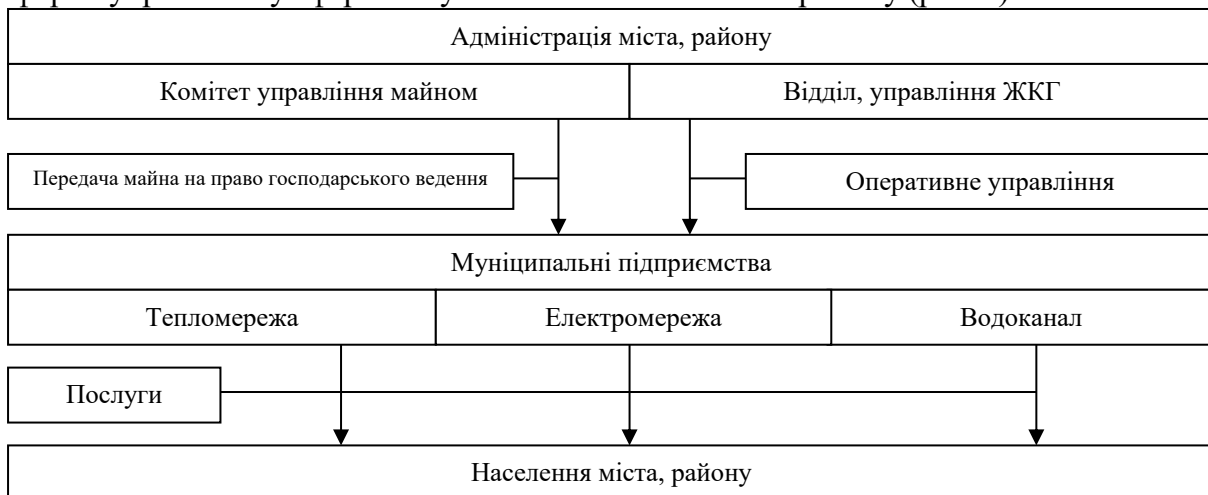 Адміністрація міста, району
Комітет управління майном
Відділ, управління ЖКГ
Передача майна на право господарського ведення
Оперативне управління
Муніципальні підприємства
Тепломережа
Електромережа
Водоканал
Послуги
Населення міста, району